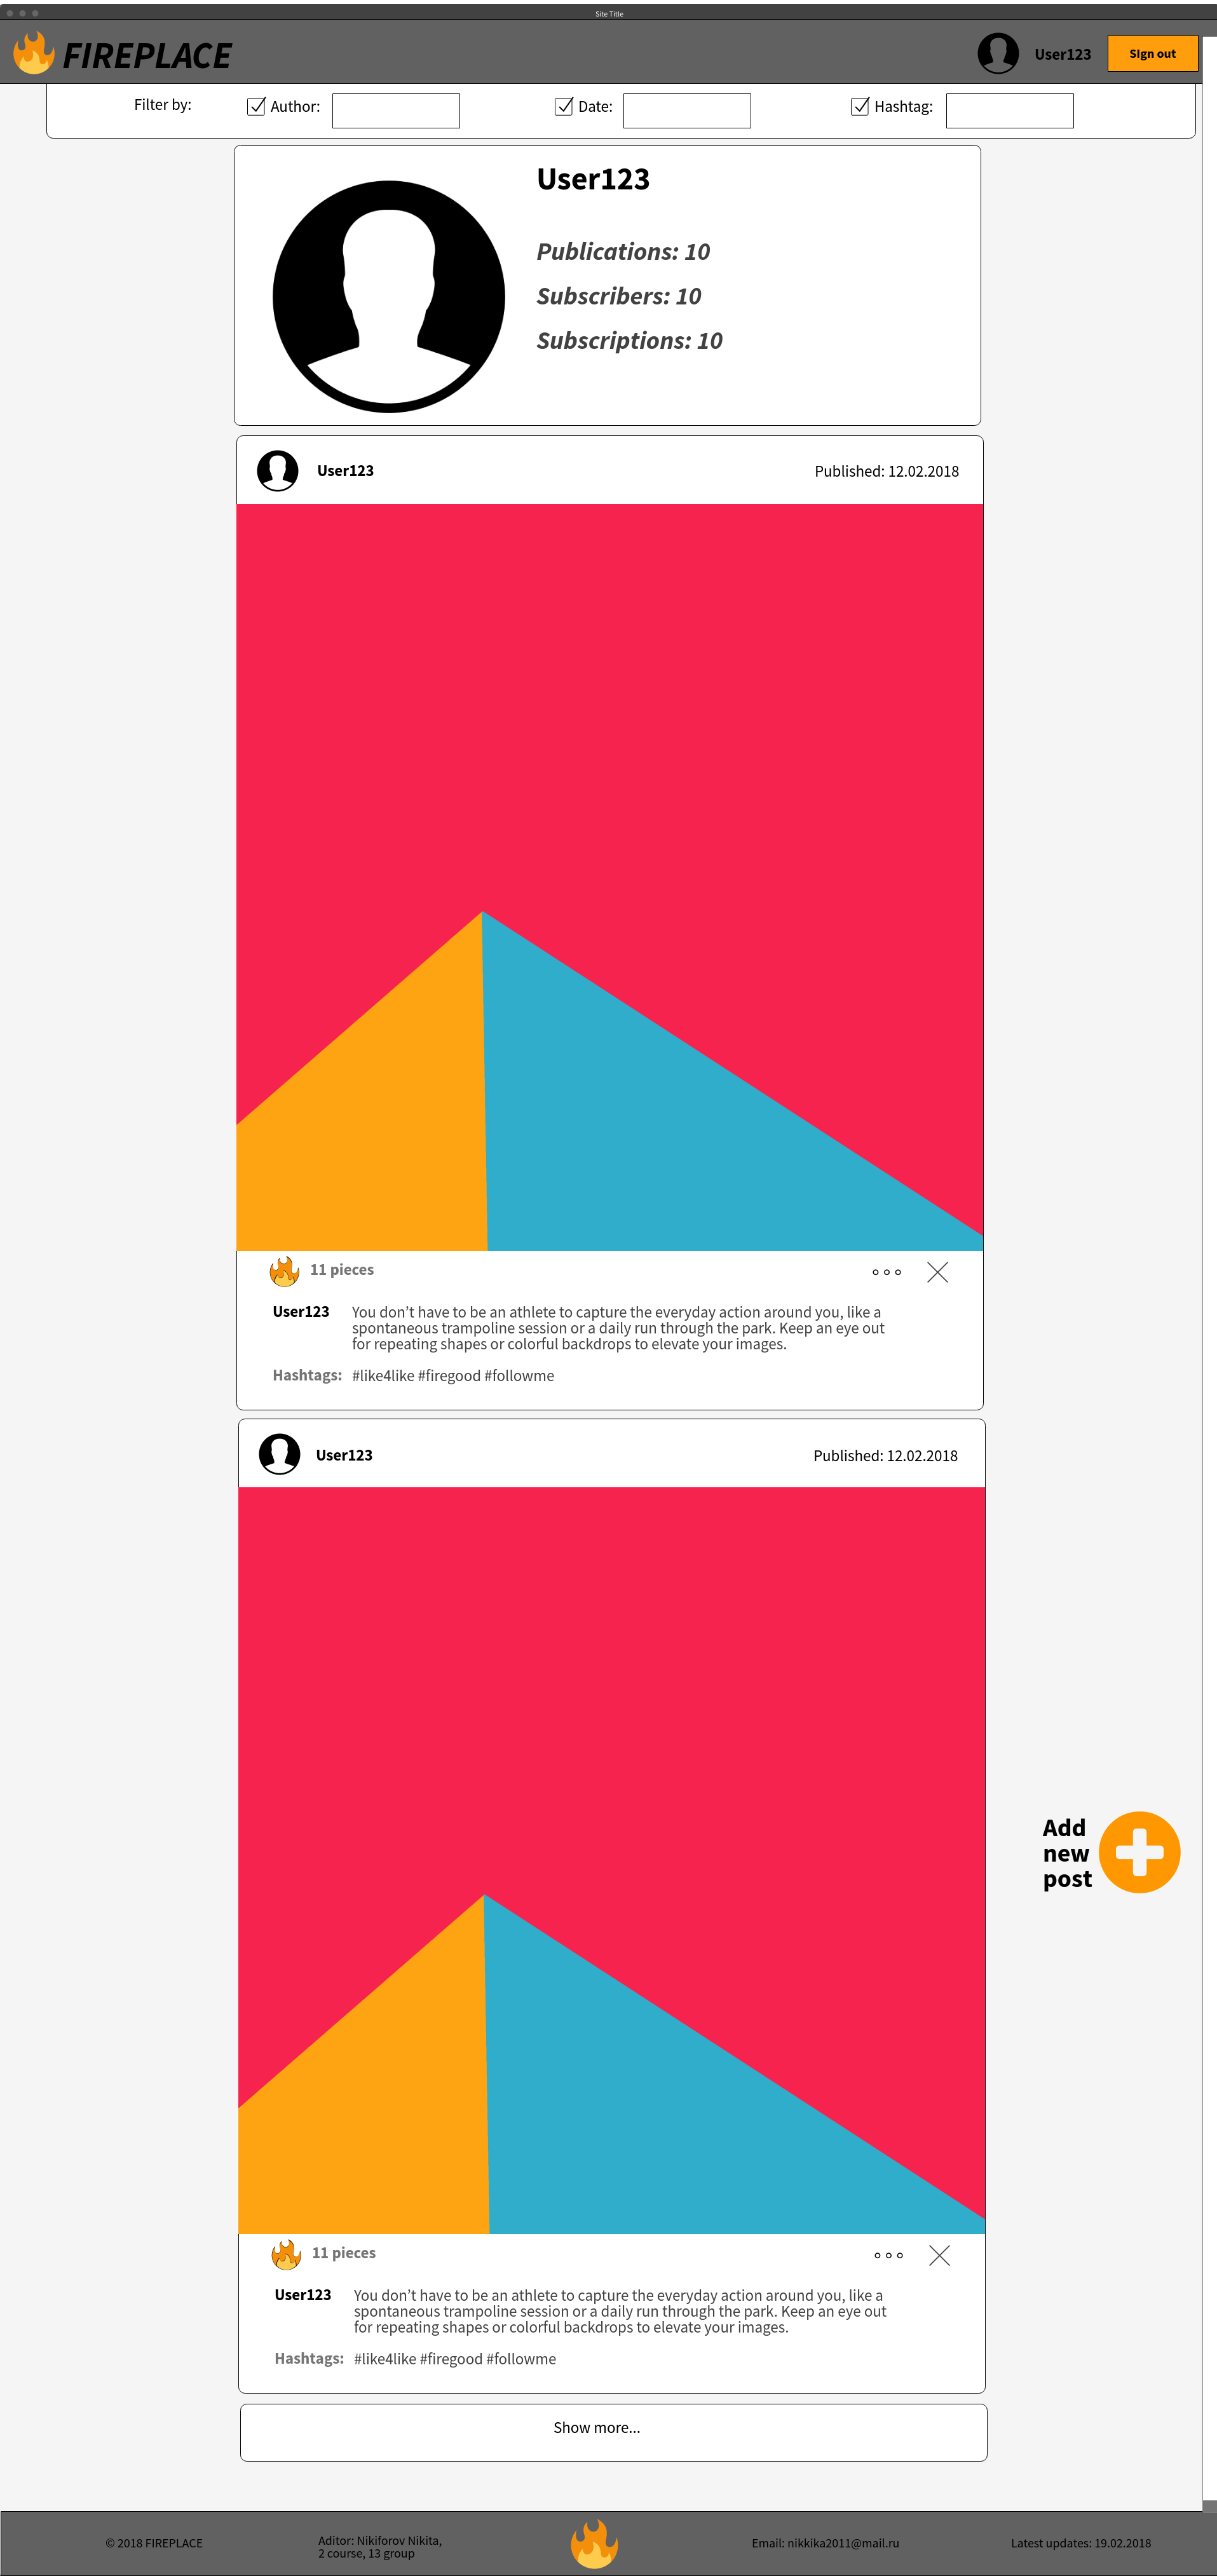 Site Title
FIREPLACE
User123
Sign out
Filter by:
Author:
Date:
Hashtag:
User123
Publications: 10
Subscribers: 10
Subscriptions: 10
User123
Published: 12.02.2018
11 pieces
User123
You don’t have to be an athlete to capture the everyday action around you, like a
spontaneous trampoline session or a daily run through the park. Keep an eye out
for repeating shapes or colorful backdrops to elevate your images.
Hashtags: #like4like #firegood #followme
User123
Published: 12.02.2018
Add
new
post
11 pieces
User123
You don’t have to be an athlete to capture the everyday action around you, like a
spontaneous trampoline session or a daily run through the park. Keep an eye out
for repeating shapes or colorful backdrops to elevate your images.
Hashtags: #like4like #firegood #followme
Show more...
© 2018 FIREPLACE
Aditor: Nikiforov Nikita,
2 course, 13 group
Email: nikkika2011@mail.ru
Latest updates: 19.02.2018